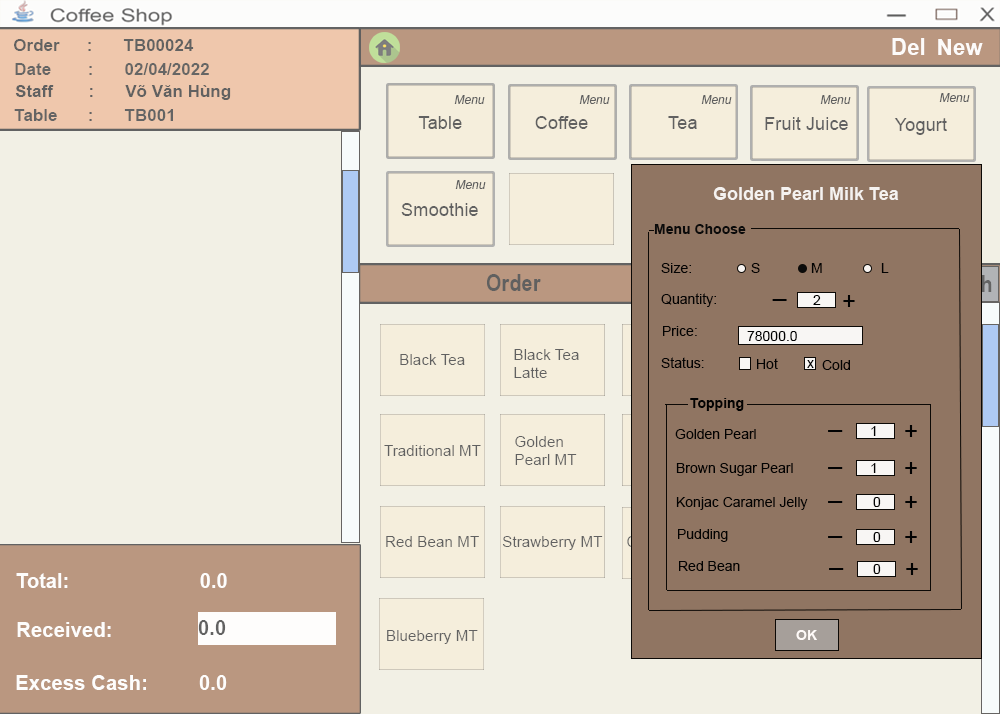 Coffee Shop
Order : TB00024
Date : 02/04/2022
Staff : Võ Văn Hùng
Table : TB001
Del New
Menu
Table
Menu
Coffee
Menu
Tea
Menu
Fruit Juice
Menu
Yogurt
Menu
Smoothie
Order
h
Black Tea
Black Tea
Latte
Traditional MT
Golden
Pearl MT
Red Bean MT
Strawberry MT
Blueberry MT
Golden Pearl Milk Tea
Menu Choose
Size: S M L
Quantity: — 2 +
Price: 78000.0
Status: Hot x Cold
Topping
Golden Pearl — 1 +
Brown Sugar Pearl — 1 +
Konjac Caramel Jelly — 0 +
Pudding — 0 +
Red Bean — 0 +
OK
Total: 0.0
Received: 0.0
Excess Cash: 0.0